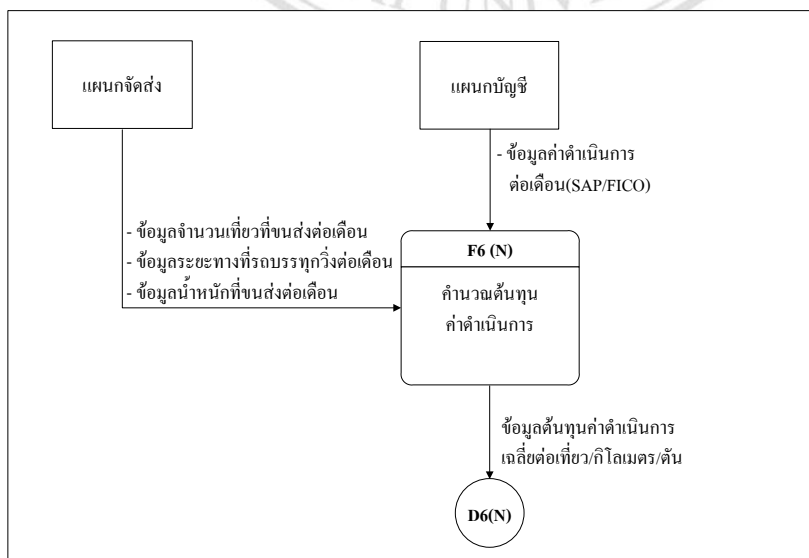 แผนกจัดส่ง
แผนกบัญชี
- ข้อมูลค่าดำเนินการ
ต่อเดือน(SAP/FICO)
- ข้อมูลจำนวนเที่ยวที่ขนส่งต่อเดือน
- ข้อมูลระยะทางที่รถบรรทุกวิ่งต่อเดือน
- ข้อมูลน้ำหนักที่ขนส่งต่อเดือน
F6 (N)
คำนวณต้นทุน
ค่าดำเนินการ
ข้อมูลต้นทุนค่าดำเนินการ
เฉลี่ยต่อเที่ยว/กิโลเมตร/ตัน
D6(N)